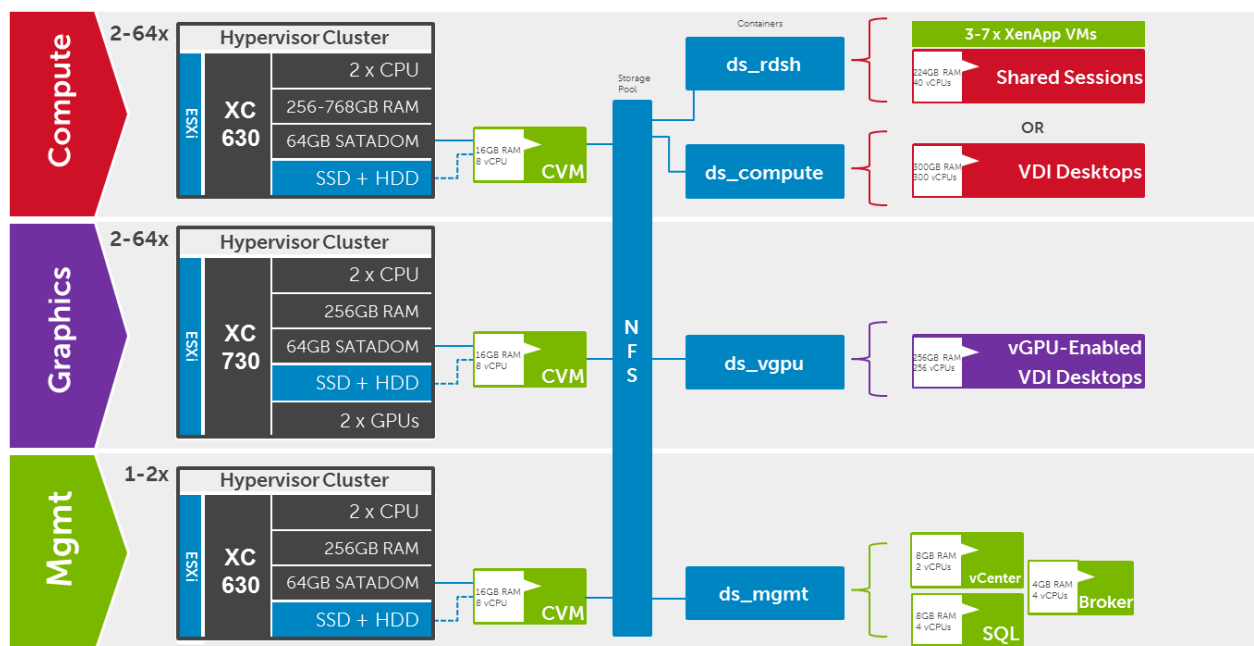 Compute
2-64x
Hypervisor Cluster
ESXi
XC
630
2 x CPU
256-768GB RAM
64GB SATADOM
SSD + HDD
16GB RAM
8 vCPU
CVM
Storage
Pool
NFS
Containers
ds_rdsh
ds_compute
3-7 x XenApp VMs
224GB RAM
40 vCPUs
Shared Sessions
OR
300GB RAM
300 vCPUs
VDI Desktops
Graphics
2-64x
Hypervisor Cluster
ESXi
XC
730
2 x CPU
256GB RAM
64GB SATADOM
SSD + HDD
2 x GPUs
16GB RAM
8 vCPU
CVM
ds_vgpu
256GB RAM
256 vCPUs
vGPU-Enabled
VDI Desktops
Mgmt
1-2x
Hypervisor Cluster
ESXi
XC
630
2 x CPU
256GB RAM
64GB SATADOM
SSD + HDD
16GB RAM
8 vCPU
CVM
ds_mgmt
8GB RAM
2 vCPUs
vCenter
4GB RAM
4 vCPUs
Broker
8GB RAM
4 vCPUs
SQL